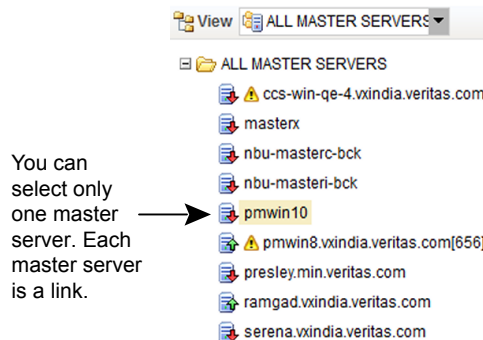 View ALL MASTER SERVERS
ALL MASTER SERVERS
ccs-win-qe-4.vxindia.veritas.com
masterx
nbu-masterc-bck
nbu-masteri-bck
You can
select only
one master
server. Each
master server
is a link.
pmwin10
pmwin8.vxindia.veritas.com[656]
presley.min.veritas.com
ramgad.vxindia.veritas.com
serena.vxindia.veritas.com